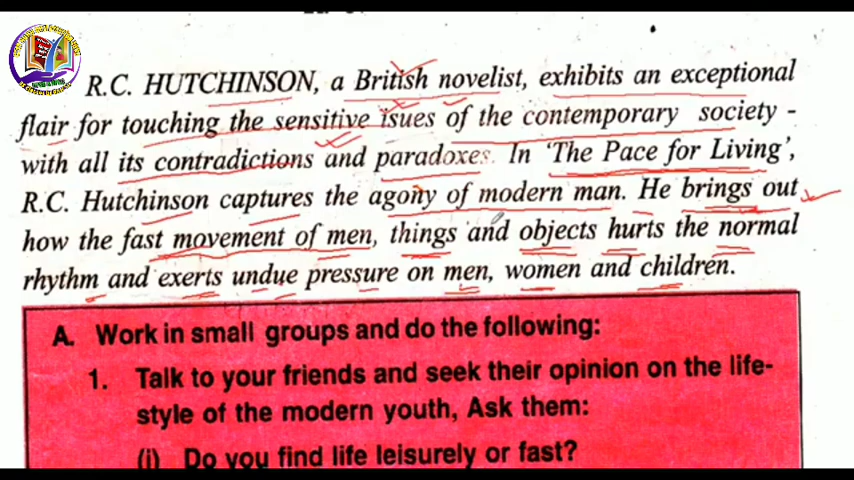 R.C. HUTCHINSON, a British novelist, exhibits an exceptional
flair for touching the sensitive isues of the contemporary society -
with all its contradictions and paradoxes. In 'The Pace for Living',
R.C. Hutchinson captures the agony of modern man. He brings out
how the fast movement of men, things and objects hurts the normal
rhythm and exerts undue pressure on men, women and children.
A. Work in small groups and do the following:
1. Talk to your friends and seek their opinion on the life-
style of the modern youth, Ask them:
(i) Do you find life leisurely or fast?